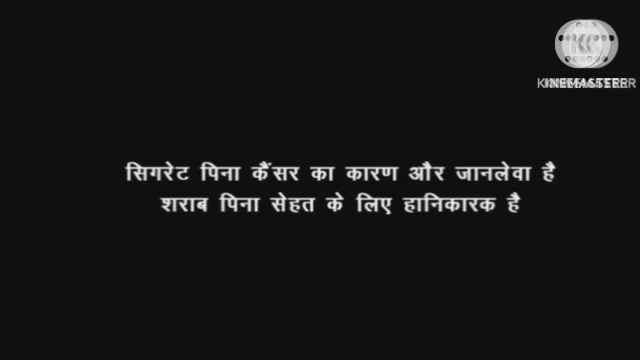 सिगरेट पिना कैंसर का कारण और जानलेवा है
शराब पिना सेहत के लिए हानिकारक है